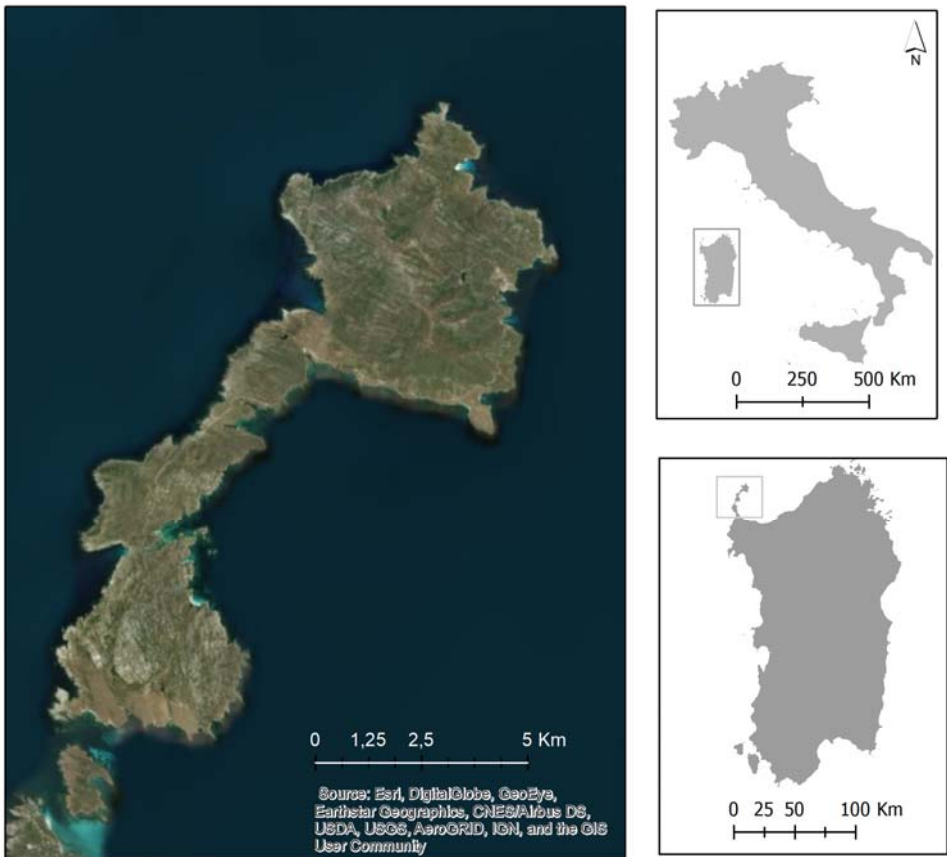 0 1,25 2,5 5 Km
Source: Esri, DigitalGlobe, GeoEye,
Earthstar Geographics, CNES/Airbus DS,
USDA, USGS, AeroGRID, IGN, and the GIS
User Community
N
0 250 500 Km
0 25 50 100 Km